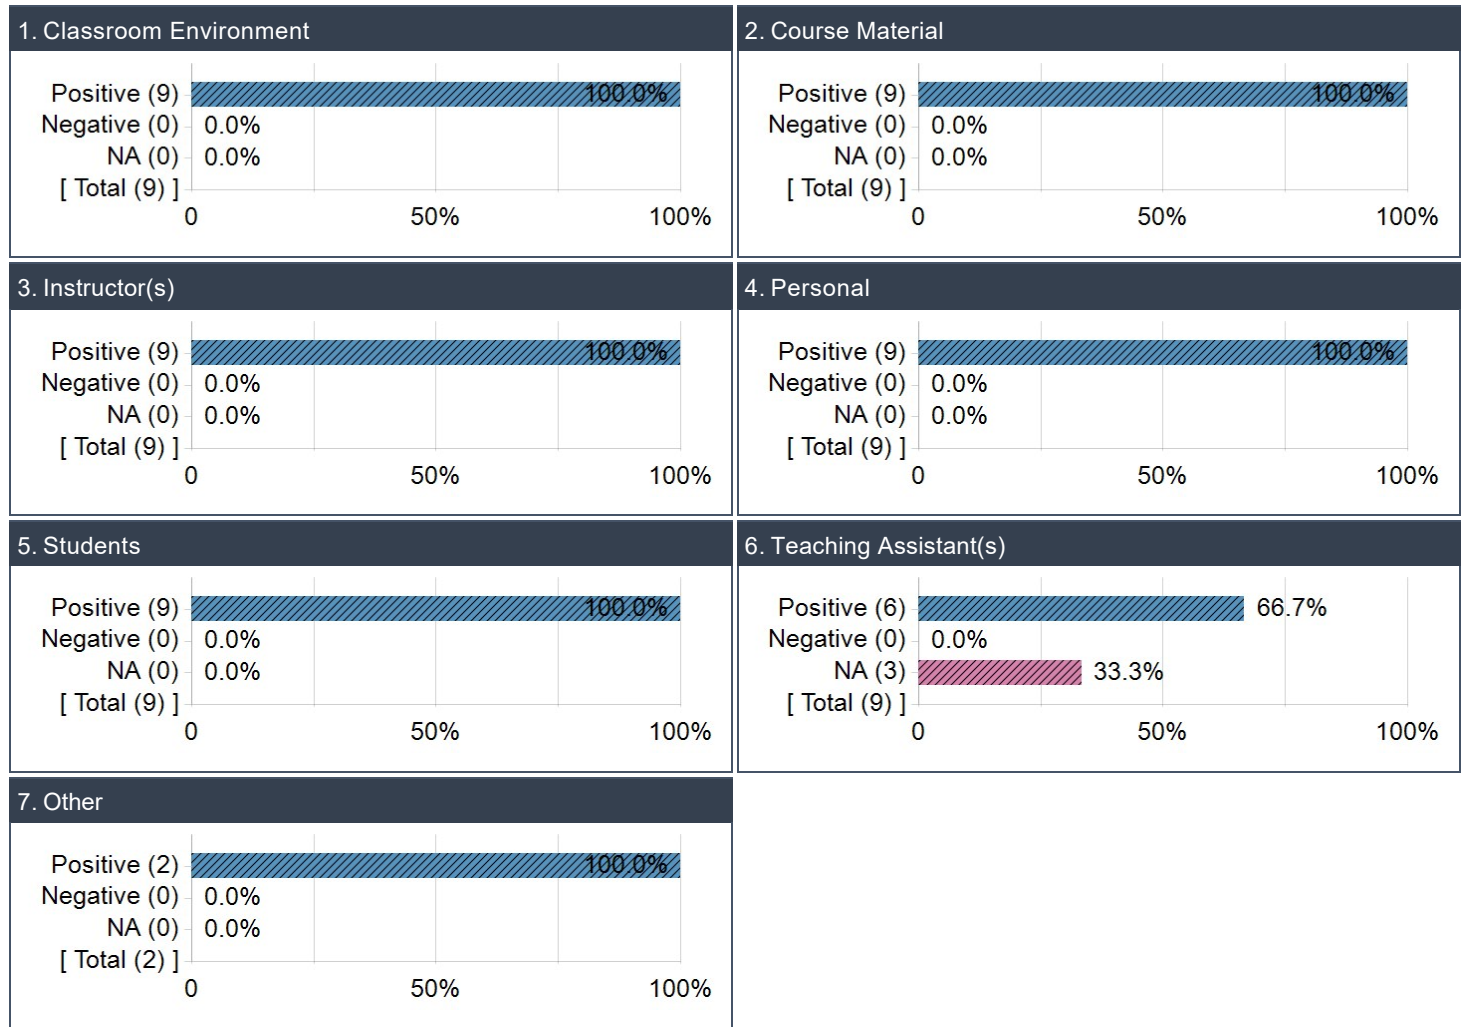 1. Classroom Environment
Positive (9) 100.0%
Negative (0) 0.0%
NA (0) 0.0%
[ Total (9) ]
0 50% 100%
2. Course Material
Positive (9) 100.0%
Negative (0) 0.0%
NA (0) 0.0%
[ Total (9) ]
0 50% 100%
3. Instructor(s)
Positive (9) 100.0%
Negative (0) 0.0%
NA (0) 0.0%
[ Total (9) ]
0 50% 100%
4. Personal
Positive (9) 100.0%
Negative (0) 0.0%
NA (0) 0.0%
[ Total (9) ]
0 50% 100%
5. Students
Positive (9) 100.0%
Negative (0) 0.0%
NA (0) 0.0%
[ Total (9) ]
0 50% 100%
6. Teaching Assistant(s)
Positive (6) 66.7%
Negative (0) 0.0%
NA (3) 33.3%
[ Total (9) ]
0 50% 100%
7. Other
Positive (2) 100.0%
Negative (0) 0.0%
NA (0) 0.0%
[ Total (2) ]
0 50% 100%